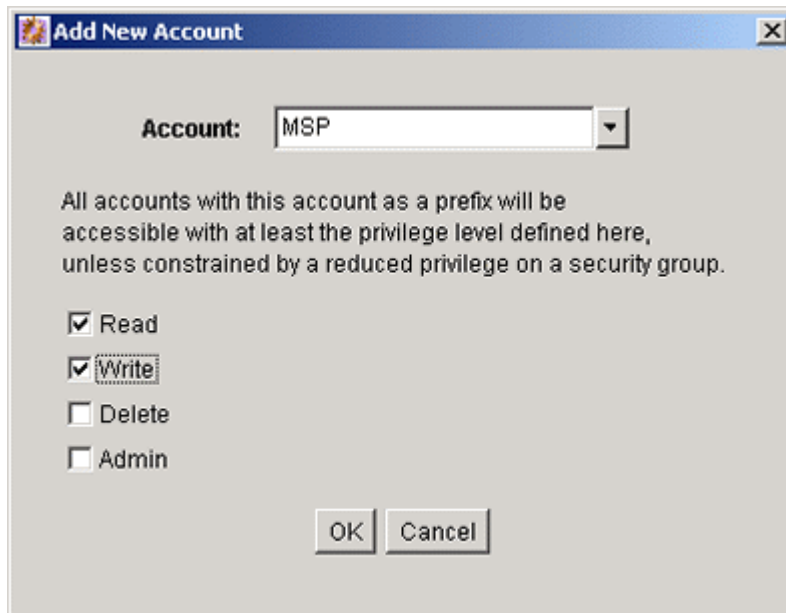 Add New Account
Account: MSP
All accounts with this account as a prefix will be
accessible with at least the privilege level defined here,
unless constrained by a reduced privilege on a security group.
Read
Write
Delete
Admin
OK Cancel